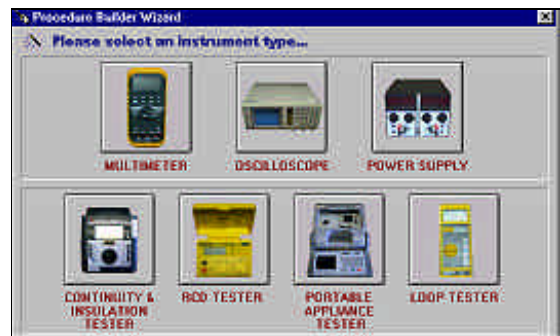 Procedure Builder Wizard
Please select an instrument type...
MULTIMETER OSCILLOSCOPE POWER SUPPLY
CONTINUITY &
INSULATION
TESTER
RCD TESTER
PORTABLE
APPLIANCE
TESTER
LOOP TESTER